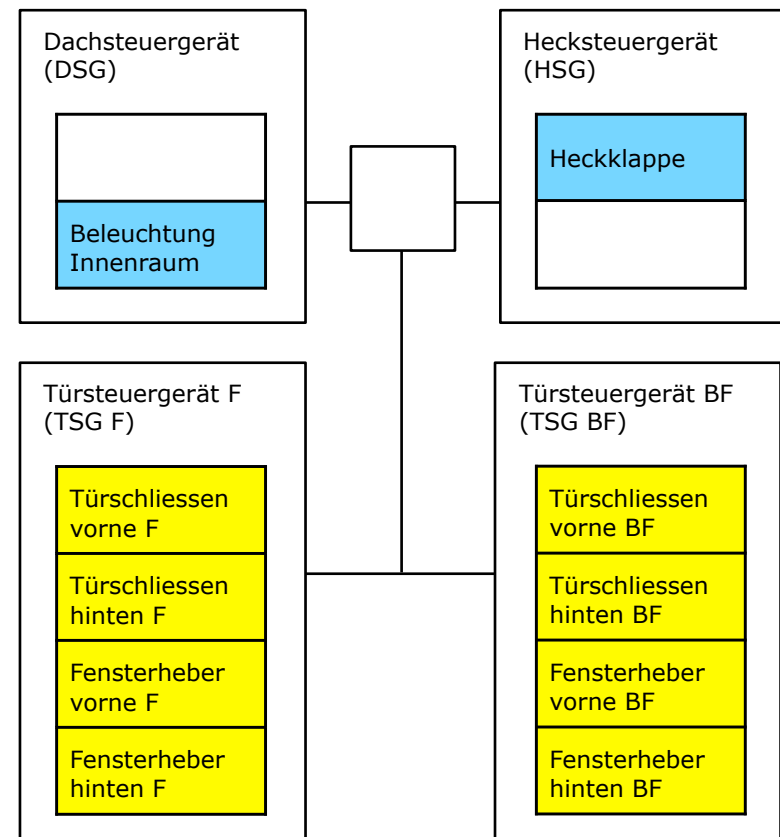 Dachsteuergerät
(DSG)
Beleuchtung
Innenraum
Hecksteuergerät
(HSG)
Heckklappe
Türsteuergerät F
(TSG F)
Türschliessen
vorne F
Türschliessen
hinten F
Fensterheber
vorne F
Fensterheber
hinten F
Türsteuergerät BF
(TSG BF)
Türschliessen
vorne BF
Türschliessen
hinten BF
Fensterheber
vorne BF
Fensterheber
hinten BF